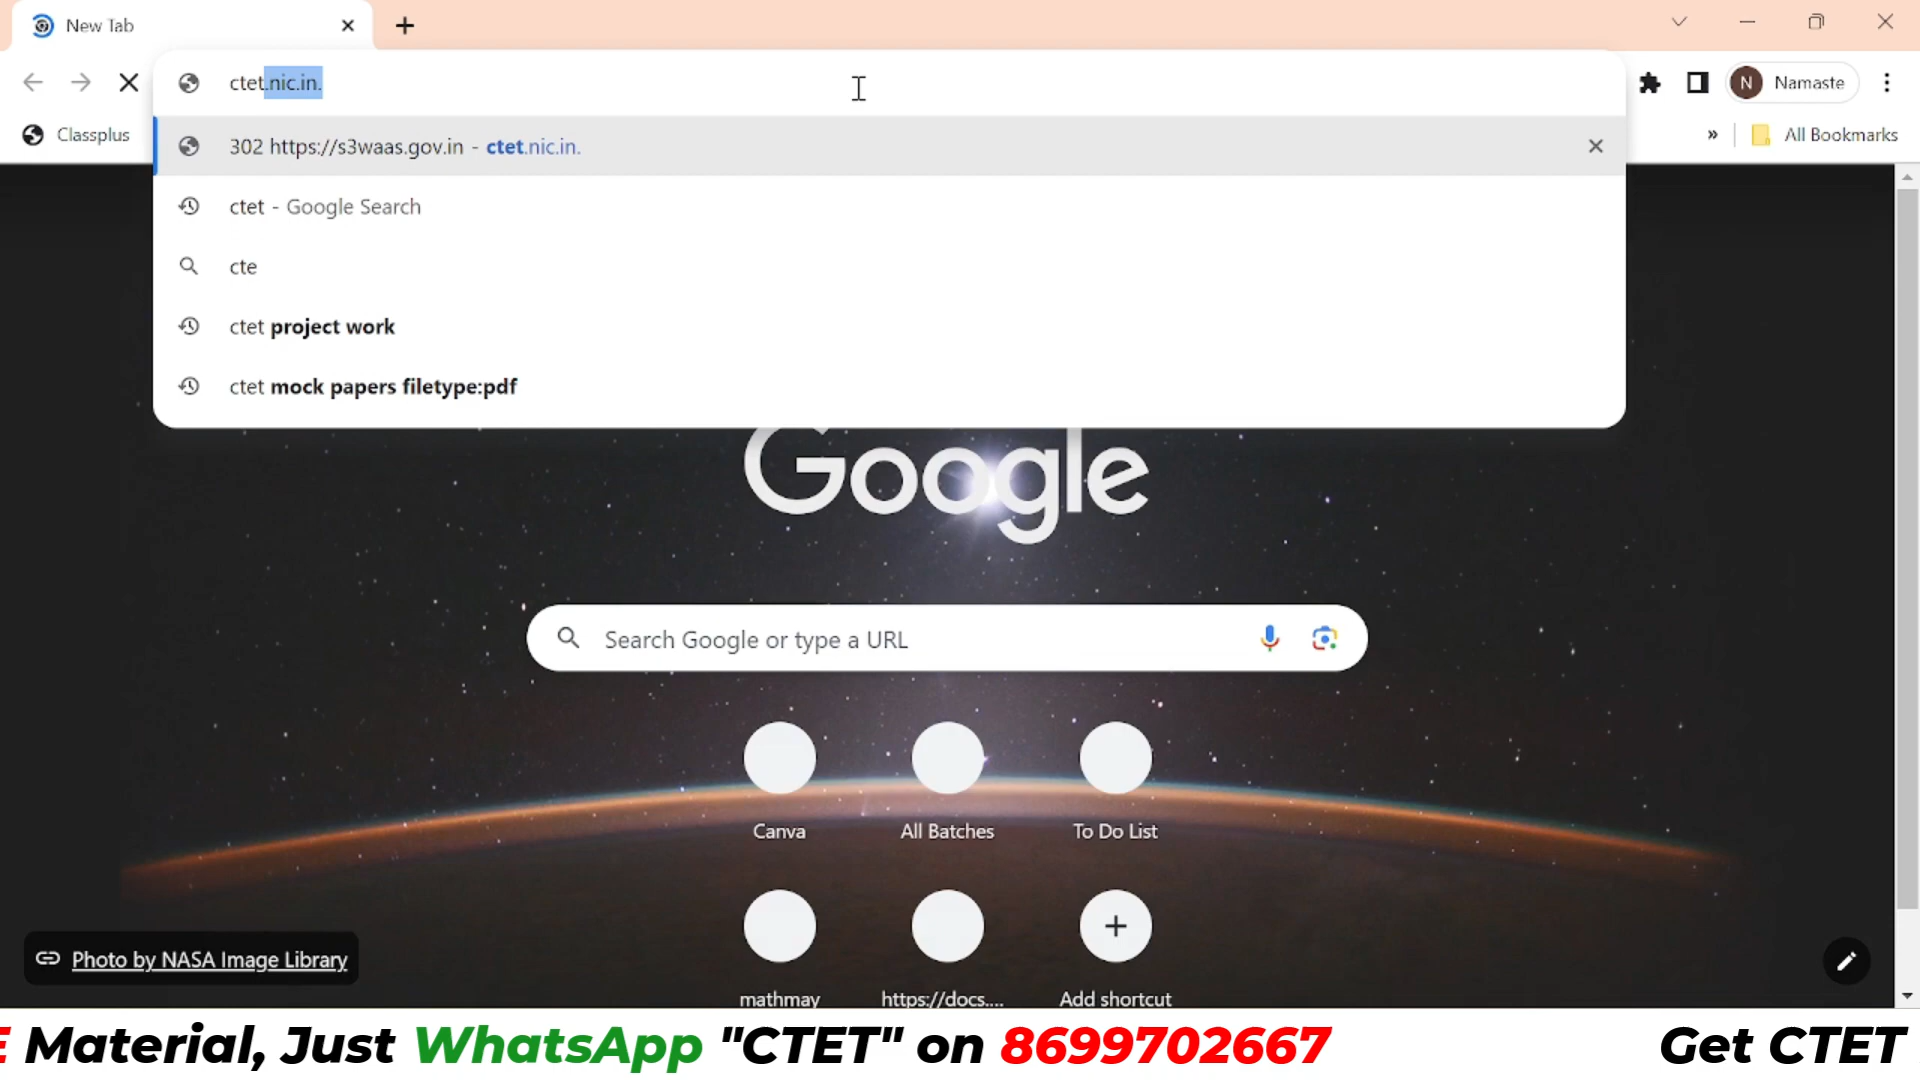 New Tab
ctet.nic.in.
N Namaste
Classplus
» All Bookmarks
302 https://s3waas.gov.in - ctet.nic.in.
ctet - Google Search
cte
ctet project work
ctet mock papers filetype:pdf
Google
Search Google or type a URL
Canva All Batches To Do List
mathmay https://docs.... Add shortcut
Photo by NASA Image Library
E Material, Just WhatsApp "CTET" on 8699702667 Get CTET